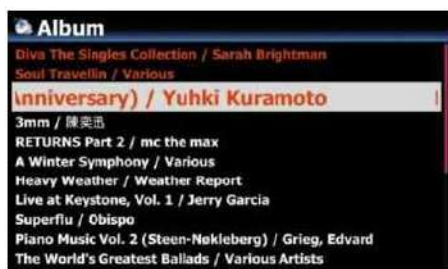 Album
Diva The Singles Collection / Sarah Brightman
Soul Travellin / Various
nniversary) / Yuhki Kuramoto
3mm / 陳奕迅
RETURNS Part 2 / mc the max
A Winter Symphony / Various
Heavy Weather / Weather Report
Live at Keystone, Vol. 1 / Jerry Garcia
Superflu / Obispo
Piano Music Vol. 2 (Steen-Nøkleberg) / Grieg, Edvard
The World's Greatest Ballads / Various Artists